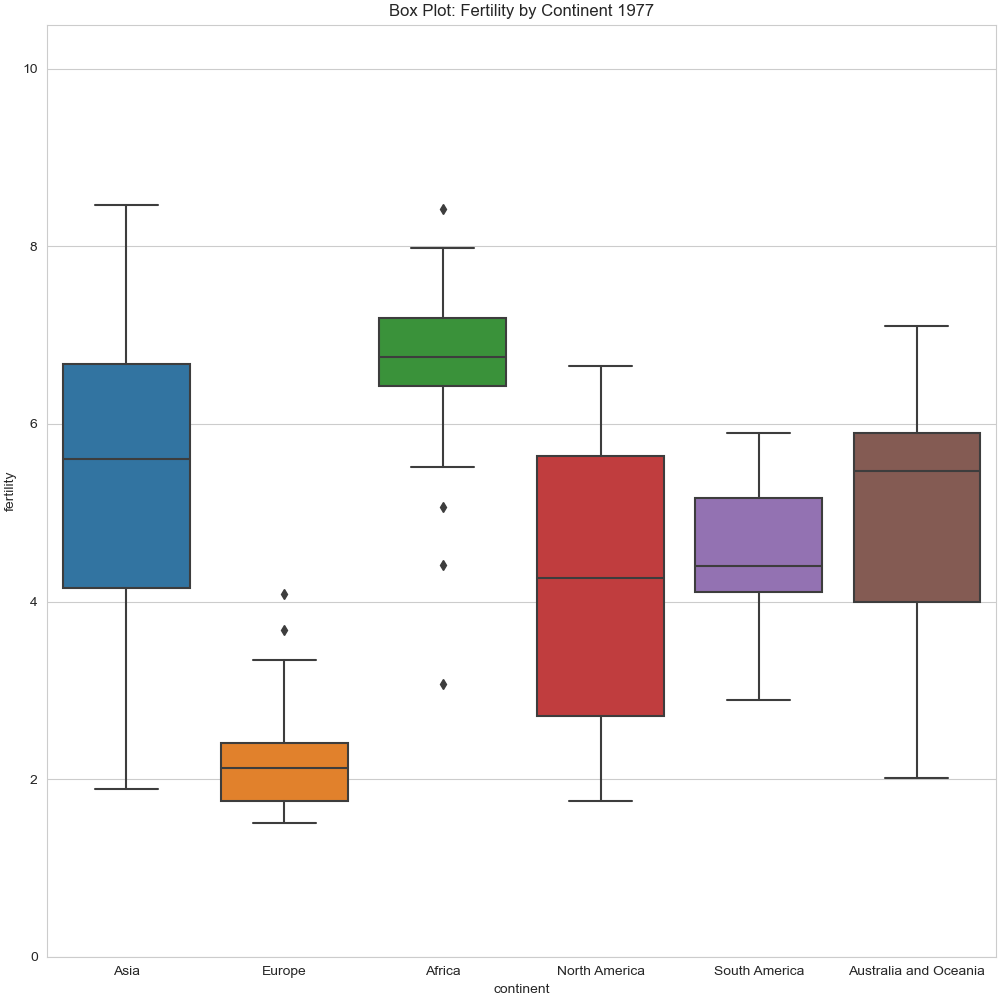 Box Plot: Fertility by Continent 1977
10
8
6
4
2
0
fertility
Asia
Europe
Africa
North America
South America
Australia and Oceania
continent